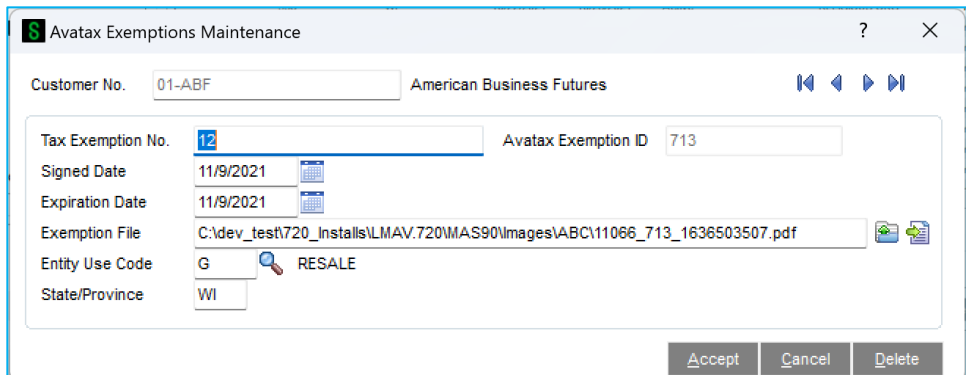 S Avatax Exemptions Maintenance ?
Customer No. 01-ABF American Business Futures
Tax Exemption No. 12 Avatax Exemption ID 713
Signed Date 11/9/2021
Expiration Date 11/9/2021
Exemption File C:\dev_test\720_Installs\LMAV.720\MAS90\Images\ABC\11066_713_1636503507.pdf
Entity Use Code G RESALE
State/Province WI
Accept Cancel Delete